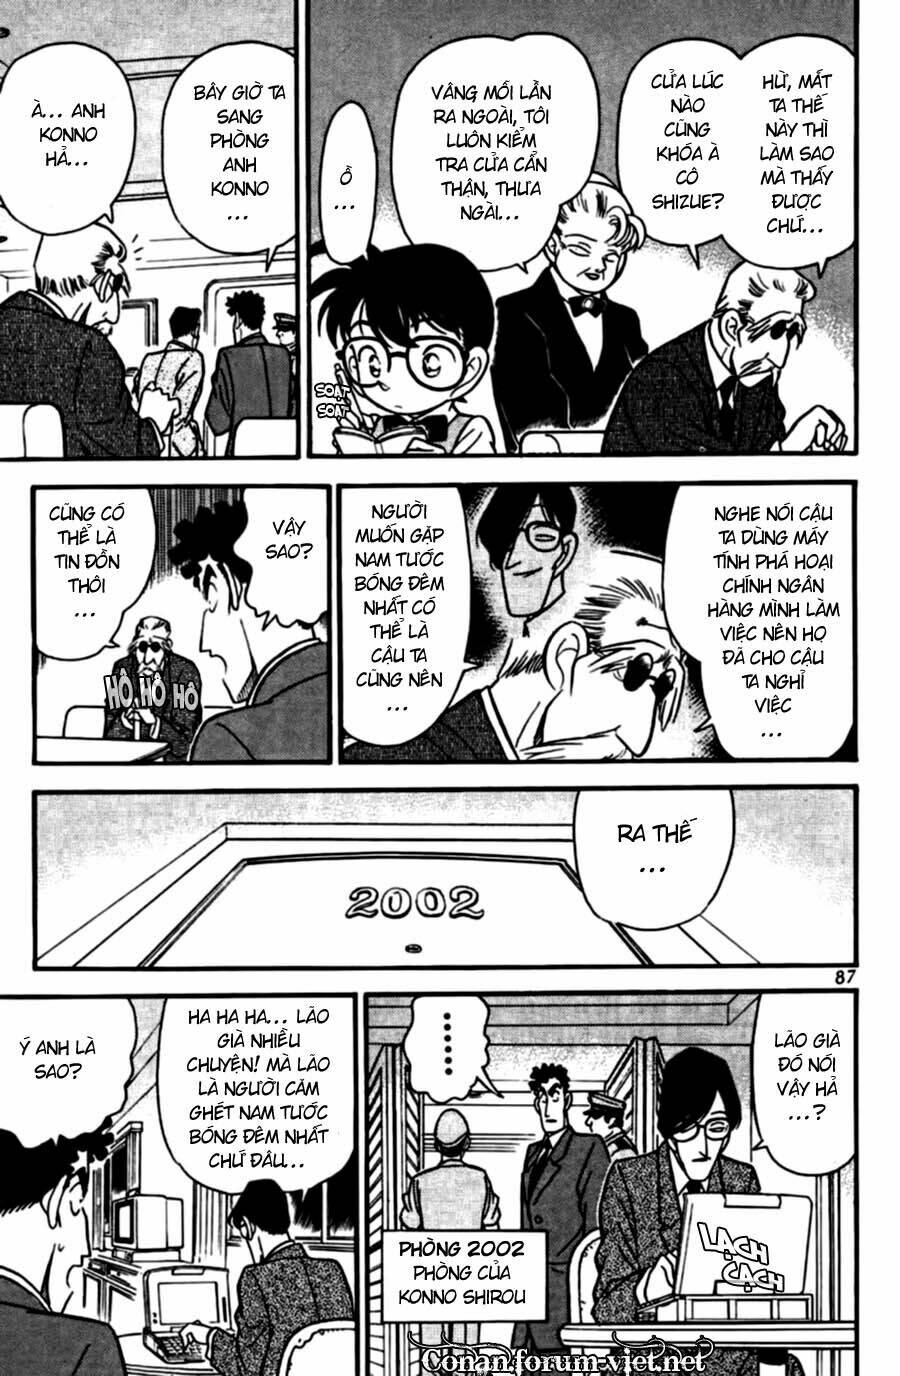 HỪ, MẮT
TA THẾ
NÀY THÌ
LÀM SAO
MÀ THẤY
ĐƯỢC
CHỨ...
CỬA LÚC
NÀO
CŨNG
KHÓA À
CÔ
SHIZUE?
VÂNG MỖI LẦN
RA NGOÀI, TÔI
LUÔN KIỂM
TRA CỬA CẨN
THẬN, THƯA
NGÀI...
Ồ
...
SOẠT
SOẠT
BÂY GIỜ TA
SANG
PHÒNG
ANH
KONNO
...
À... ANH
KONNO
HẢ...
NGHE NÓI CẬU
TA DÙNG MÁY
TÍNH PHÁ HOẠI
CHÍNH NGÂN
HÀNG MÌNH LÀM
VIỆC NÊN HỌ
ĐÃ CHO CẬU
TA NGHỈ
VIỆC
...
NGƯỜI
MUỐN GẶP
NAM TƯỚC
BÓNG ĐÊM
NHẤT CÓ
THỂ LÀ
CẬU TA
CŨNG NÊN
...
VẬY
SAO?
CŨNG CÓ
THỂ LÀ
TIN ĐỒN
THÔI
...
HÔ HÔ HÔ
RA THẾ
...
2002
87
LÃO GIÀ
ĐÓ NÓI
VẬY HẢ
...?
LẠCH
CẠCH
......
PHÒNG 2002
PHÒNG CỦA
KONNO SHIROU
HA HA HA... LÃO
GIÀ NHIỀU
CHUYỆN! MÀ LÃO
LÀ NGƯỜI CĂM
GHÉT NAM TƯỚC
BÓNG ĐÊM NHẤT
CHỨ ĐÂU...
Ý ANH LÀ
SAO?
Conan.forum-viet.net